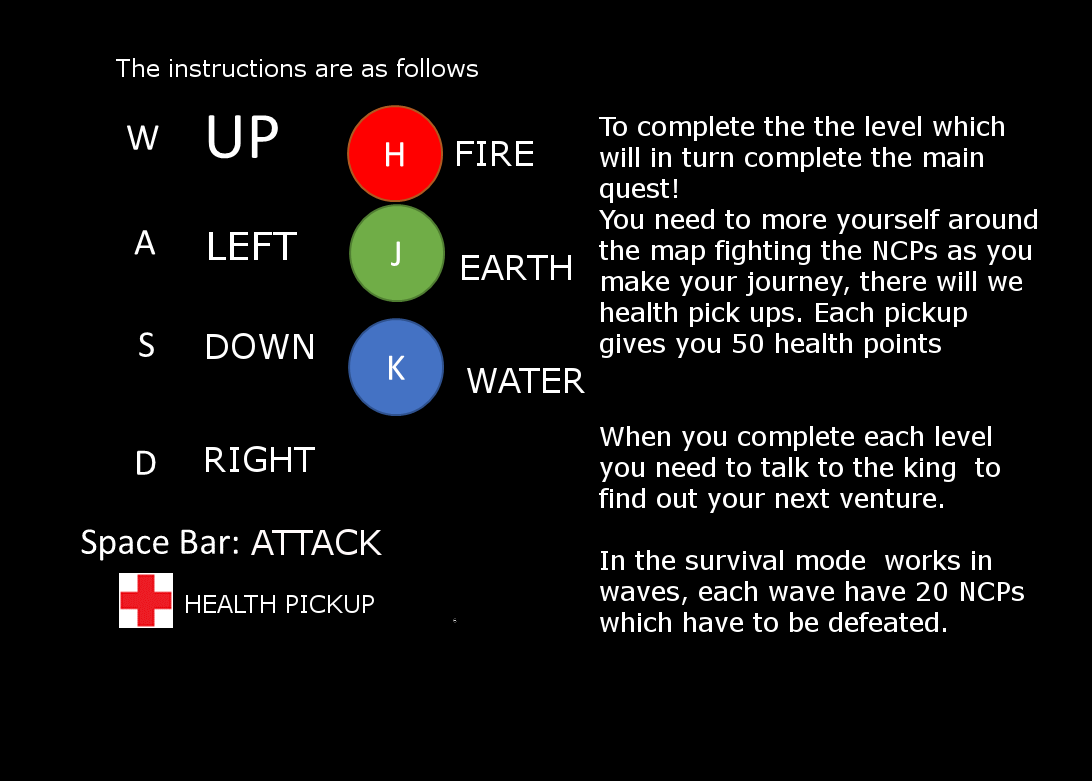 The instructions are as follows
W UP H FIRE
A LEFT J EARTH
S DOWN K WATER
D RIGHT
Space Bar: ATTACK
HEALTH PICKUP
To complete the the level which
will in turn complete the main
quest!
You need to more yourself around
the map fighting the NCPs as you
make your journey, there will we
health pick ups. Each pickup
gives you 50 health points
When you complete each level
you need to talk to the king  to
find out your next venture.
In the survival mode  works in
waves, each wave have 20 NCPs
which have to be defeated.